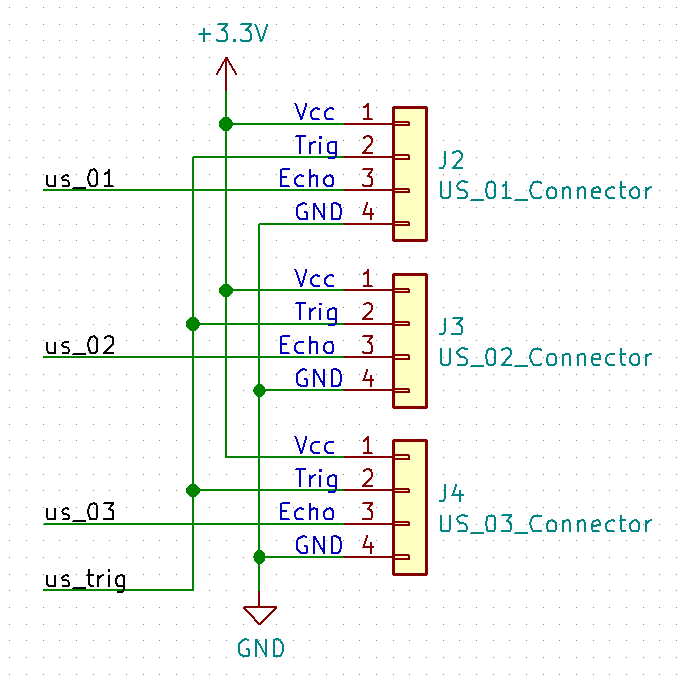 +3.3V
Vcc 1
Trig 2
us_01 Echo 3
GND 4
J2
US_01_Connector
Vcc 1
Trig 2
us_02 Echo 3
GND 4
J3
US_02_Connector
Vcc 1
Trig 2
us_03 Echo 3
GND 4
J4
US_03_Connector
us_trig
GND